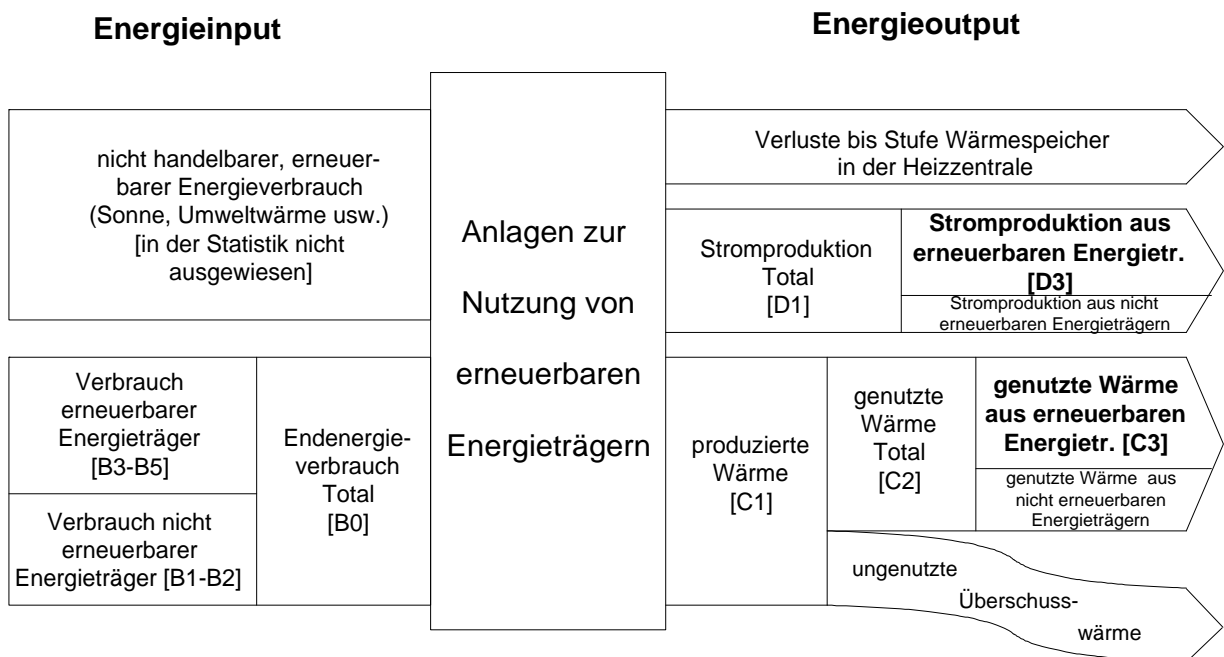 Energieinput
Energieoutput
nicht handelbarer, erneuer-
barer Energieverbrauch
(Sonne, Umweltwärme usw.)
[in der Statistik nicht
ausgewiesen]
Verbrauch
erneuerbarer
Energieträger
[B3-B5]
Verbrauch nicht
erneuerbarer
Energieträger [B1-B2]
Endenergie-
verbrauch
Total
[B0]
Anlagen zur
Nutzung von
erneuerbaren
Energieträgern
Verluste bis Stufe Wärmespeicher
in der Heizzentrale
Stromproduktion
Total
[D1]
Stromproduktion aus
erneuerbaren Energietr.
[D3]
Stromproduktion aus nicht
erneuerbaren Energieträgern
produzierte
Wärme
[C1]
genutzte
Wärme
Total
[C2]
genutzte Wärme
aus erneuerbaren
Energietr. [C3]
genutzte Wärme aus
nicht erneuerbaren
Energieträgern
ungenutzte
Überschuss-
wärme